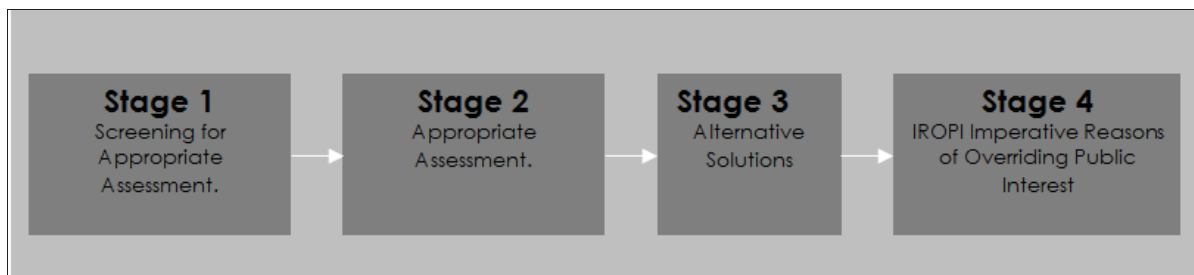 Stage 1
Screening for
Appropriate
Assessment.
Stage 2
Appropriate
Assessment.
Stage 3
Alternative
Solutions
Stage 4
IROPI Imperative Reasons
of Overriding Public
Interest